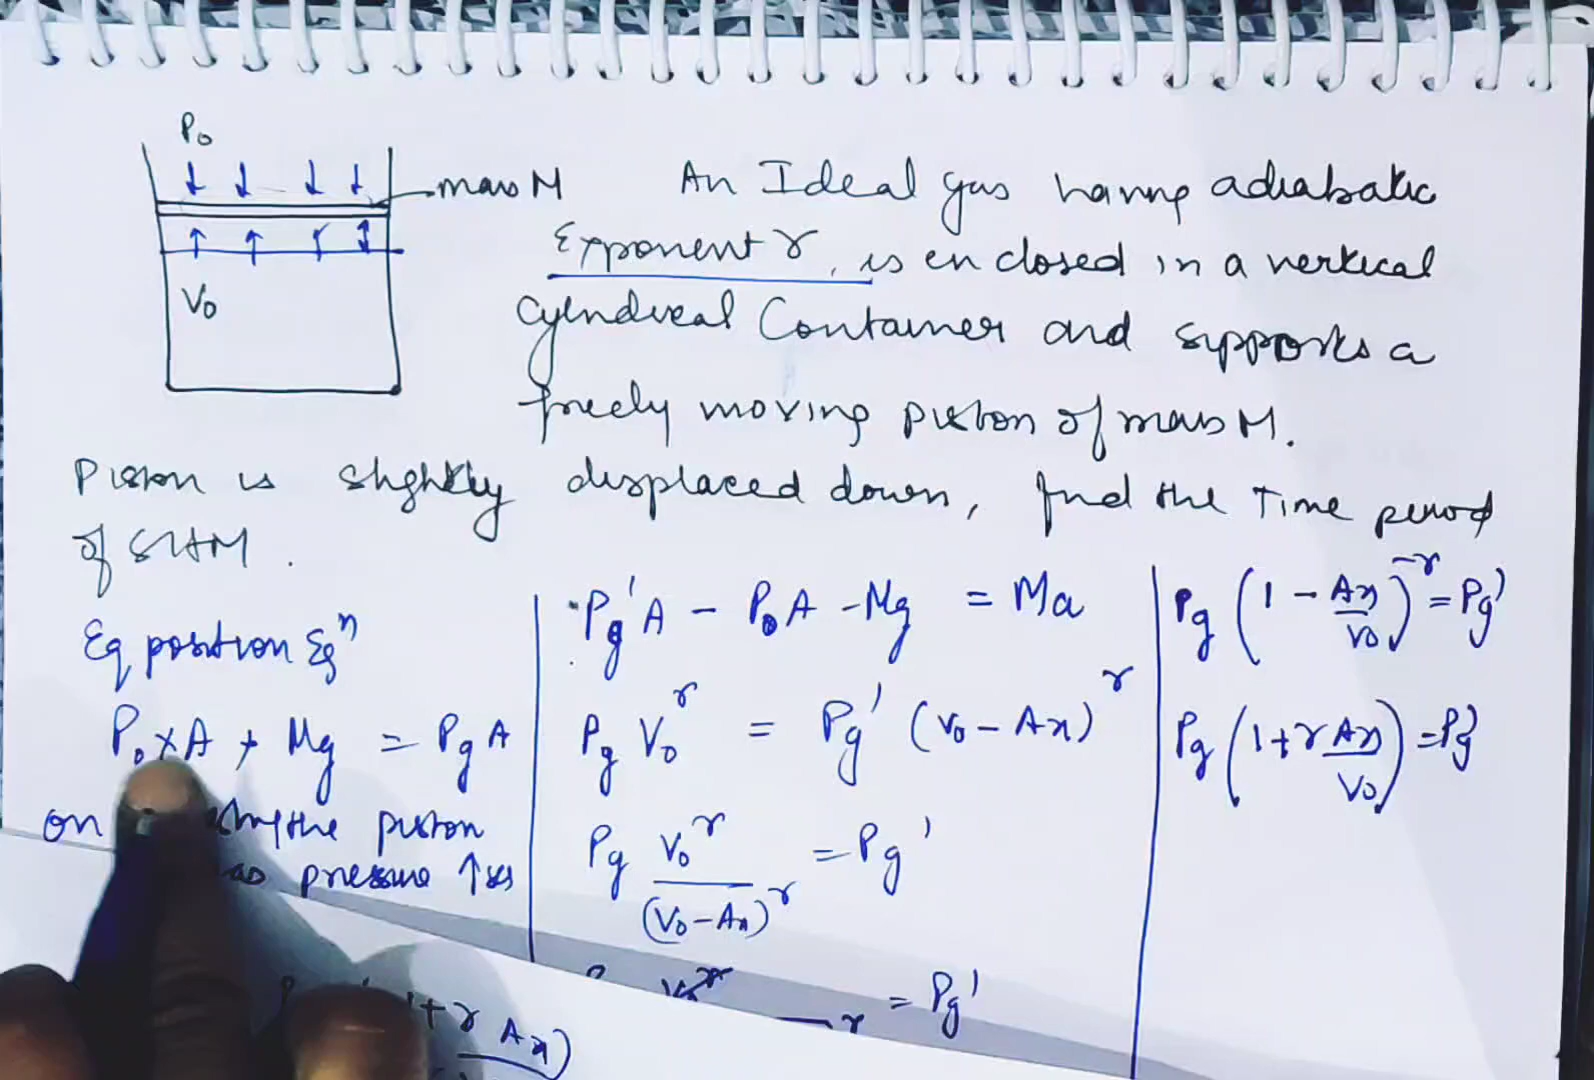 P₀
mass M
V₀
An Ideal gas having adiabatic
Exponent γ, is enclosed in a vertical
Cylindrical Container and supports a
freely moving piston of mass M.
Piston is slightly displaced down, find the Time period
of SHM.
Eq position Eqⁿ
P₀ × A + Mg = Pg A
on
the piston
pressure ↑ses
Pg'A - P₀A - Mg = Ma
Pg V₀^γ = Pg' (V₀ - Ax)^γ
Pg V₀^γ / (V₀ - Ax)^γ = Pg'
V₀^γ
γ = Pg'
Pg (1 - Ax/V₀)^-γ = Pg'
Pg (1 + γ Ax/V₀) = Pg'
+ γ Ax)